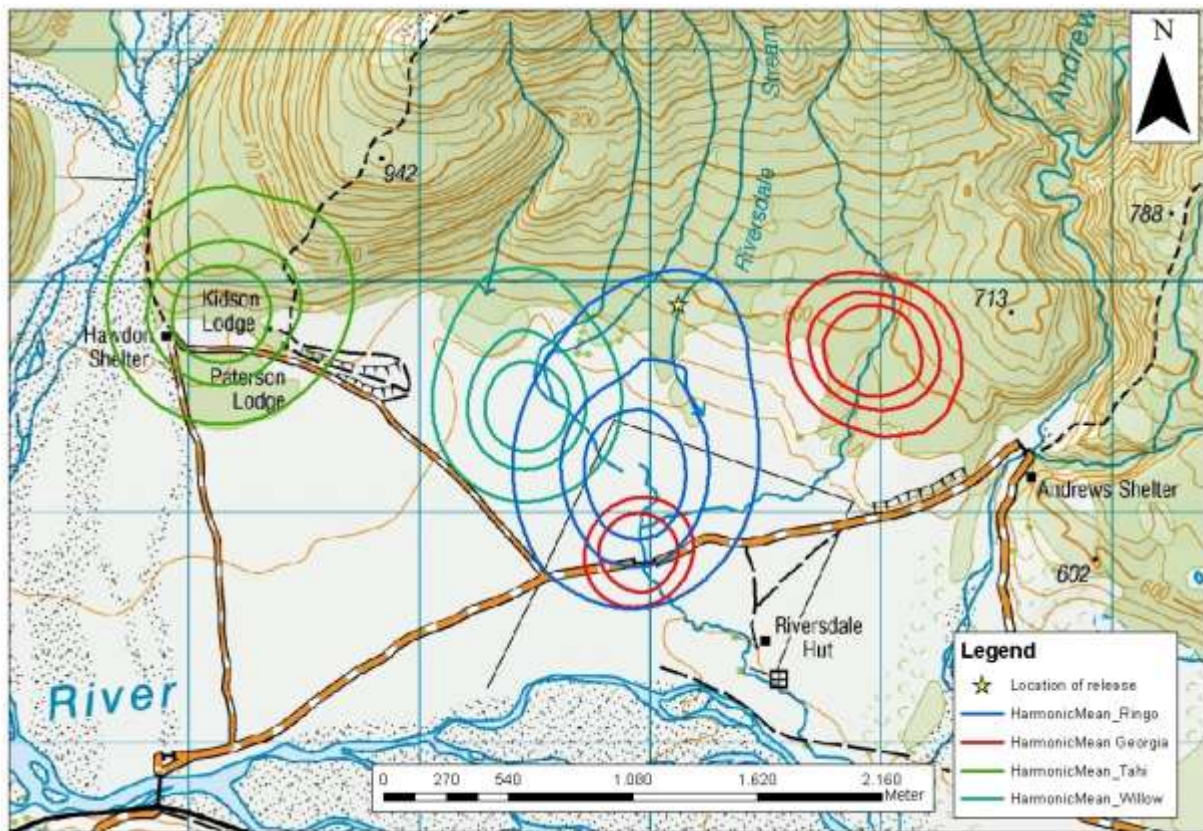 N
Andrew
Stream
942
Riversdale
788
Kidson
Lodge
713
Hawdon
Shelter
Paterson
Lodge
Andrews Shelter
602
Riversdale
Hut
River
Legend
Location of release
HarmonicMean_Ringo
HarmonicMean Georgia
HarmonicMean_Tahi
HarmonicMean_Willow
0 270 540 1.080 1.620 2.160
Meter